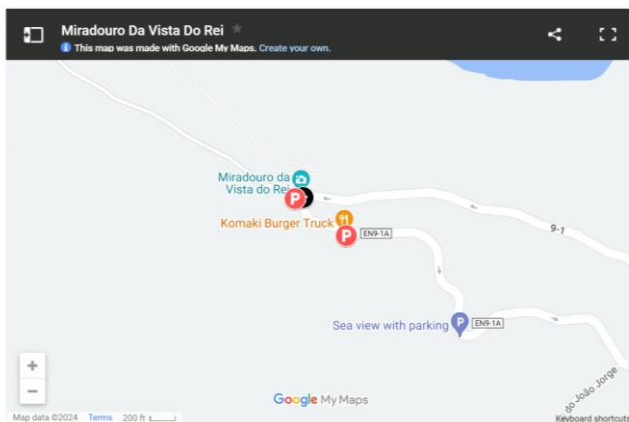 Miradouro Da Vista Do Rei
This map was made with Google My Maps. Create your own.
Miradouro da
Vista do Rei
P
Komaki Burger Truck
P
EN9-1A
9-1
Sea view with parking
P
EN9-1A
do João Jorge
+
−
Google My Maps
Map data ©2024 Terms 200 ft
Keyboard shortcuts